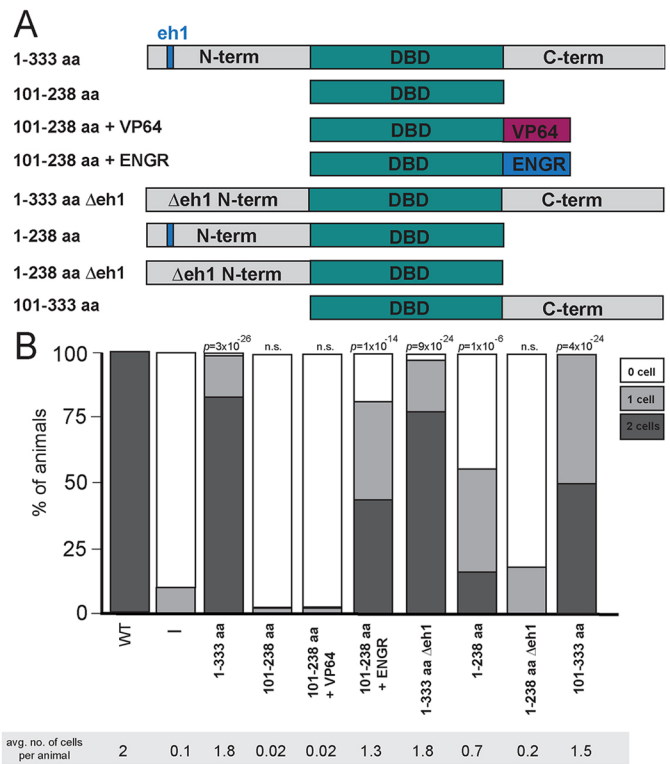 A
eh1
1-333 aa N-term DBD C-term
101-238 aa DBD
101-238 aa + VP64 DBD VP64
101-238 aa + ENGR DBD ENGR
1-333 aa Δeh1 Δeh1 N-term DBD C-term
1-238 aa N-term DBD
1-238 aa Δeh1 Δeh1 N-term DBD
101-333 aa DBD C-term
B
p=3x10-26 n.s. n.s. p=1x10-14 p=9x10-24 p=1x10-6 n.s. p=4x10-24
100
75
50
25
0
% of animals
0 cell
1 cell
2 cells
WT
|
1-333 aa
101-238 aa
101-238 aa
+ VP64
101-238 aa
+ ENGR
1-333 aa Δeh1
1-238 aa
1-238 aa Δeh1
101-333 aa
avg. no. of cells
per animal
2 0.1 1.8 0.02 0.02 1.3 1.8 0.7 0.2 1.5